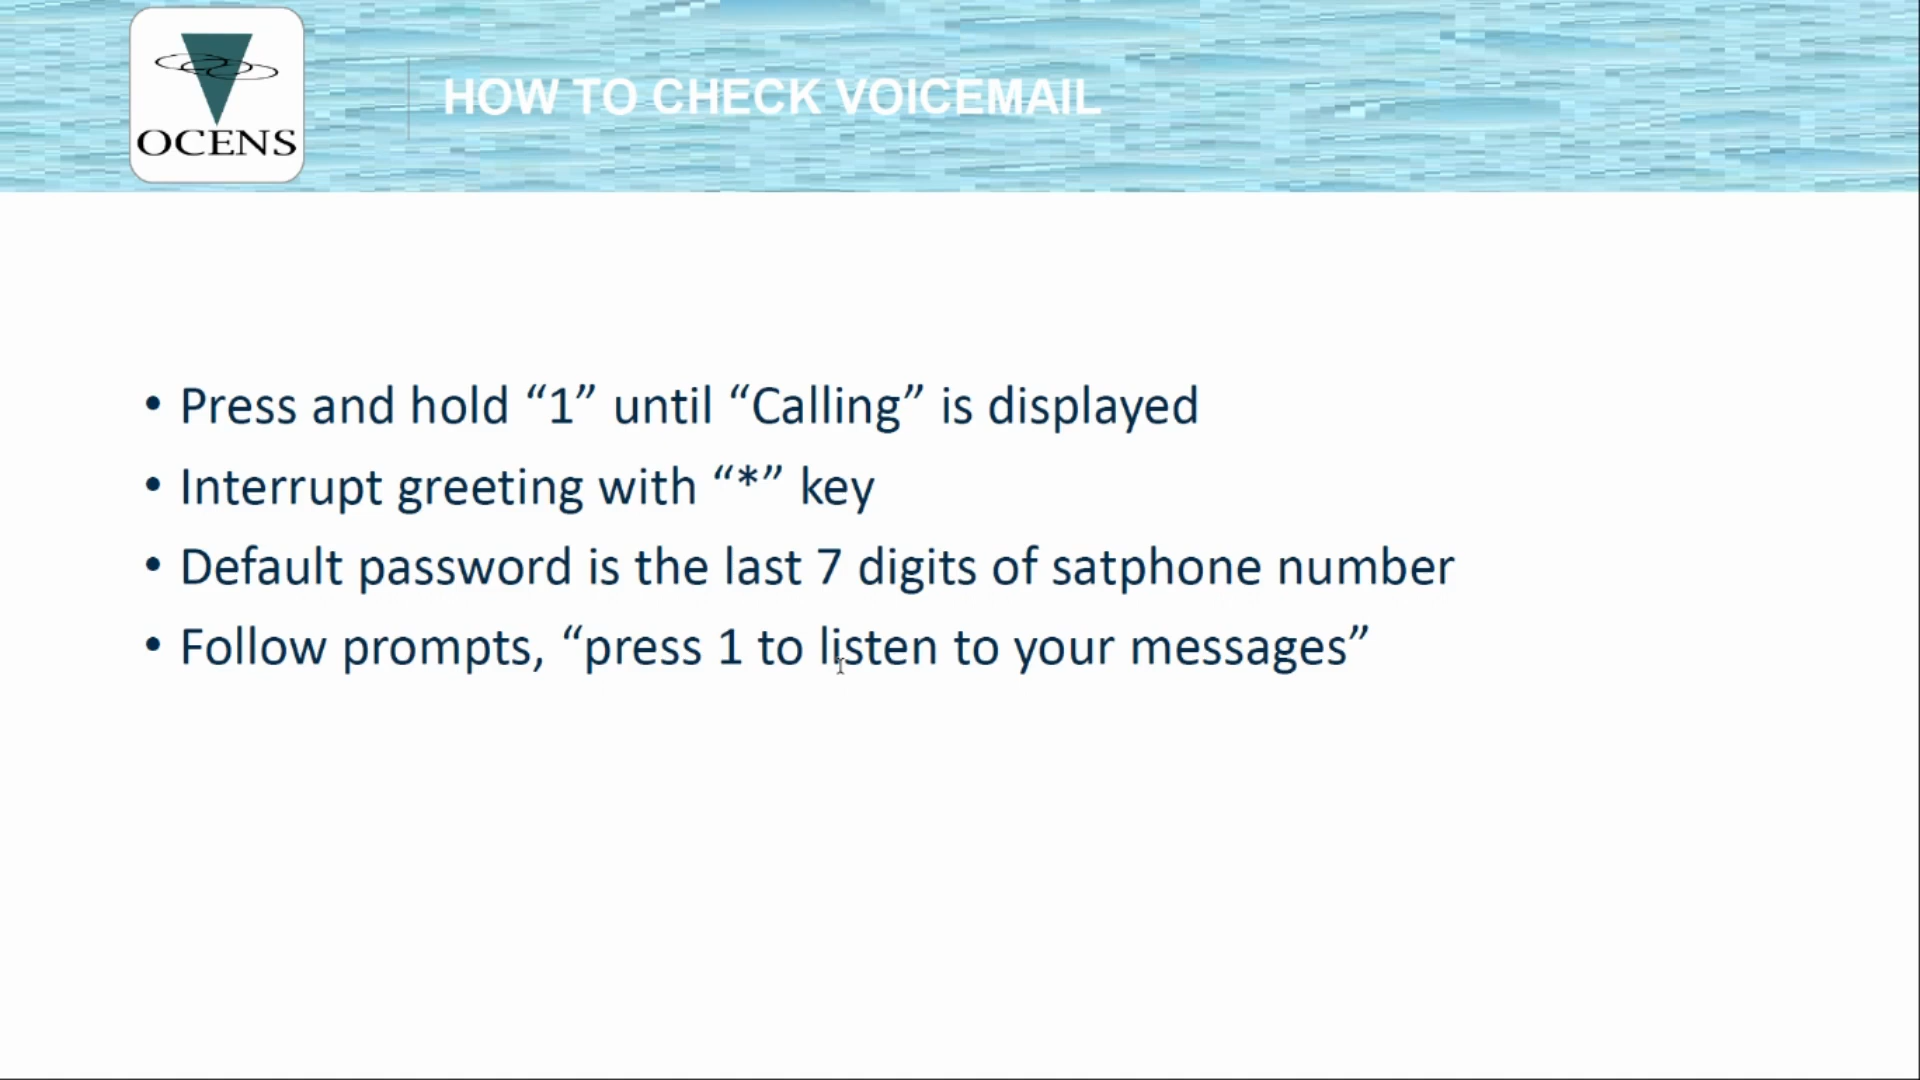 OCENS
HOW TO CHECK VOICEMAIL
• Press and hold “1” until “Calling” is displayed
• Interrupt greeting with “*” key
• Default password is the last 7 digits of satphone number
• Follow prompts, “press 1 to listen to your messages”